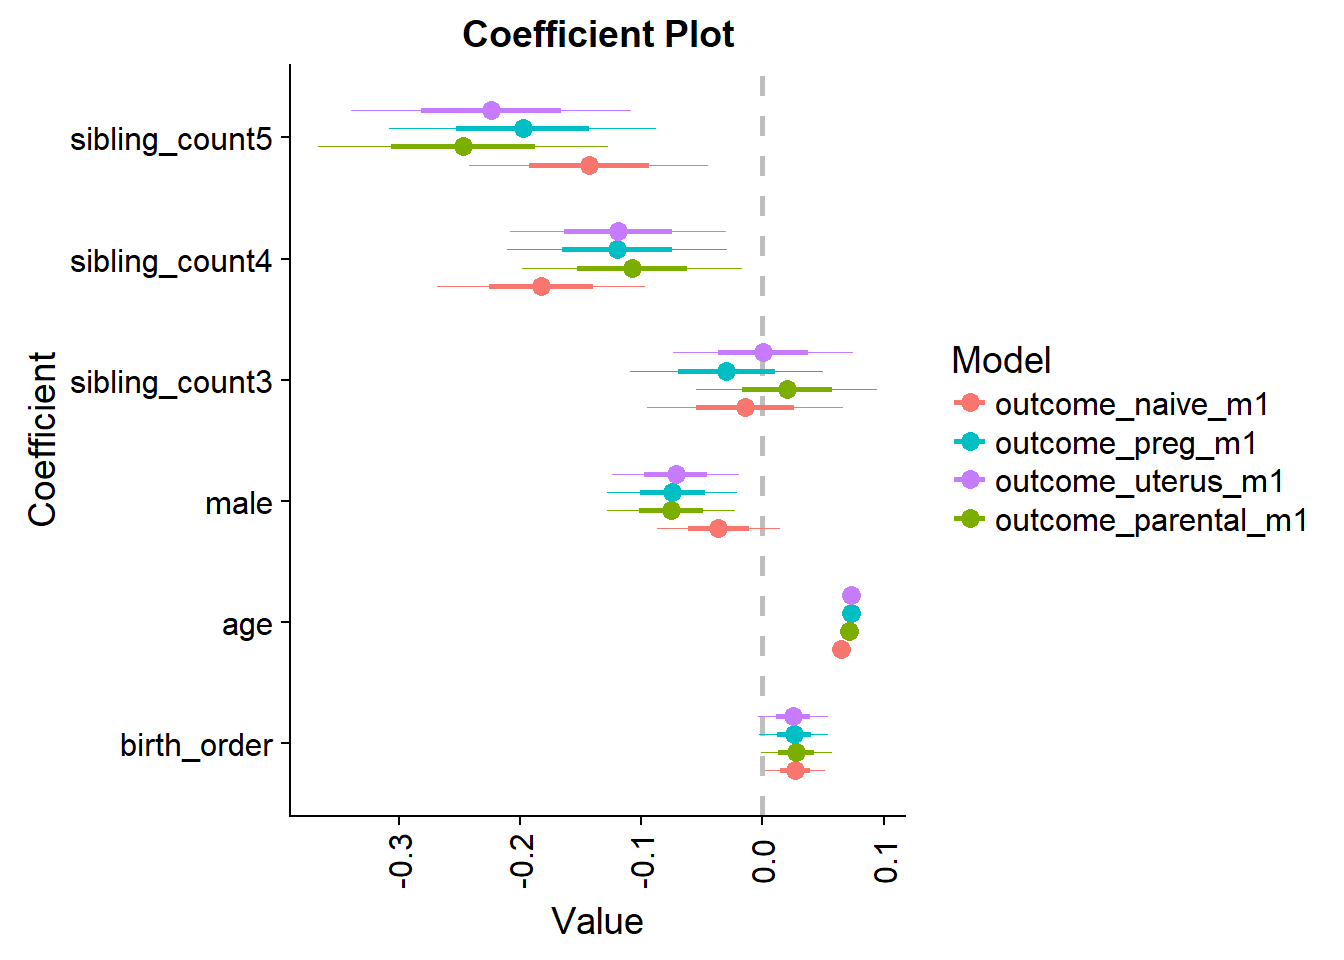 Coefficient Plot
sibling_count5
sibling_count4
sibling_count3
male
age
birth_order
Coefficient
-0.3
-0.2
-0.1
0.0
0.1
Value
Model
outcome_naive_m1
outcome_preg_m1
outcome_uterus_m1
outcome_parental_m1